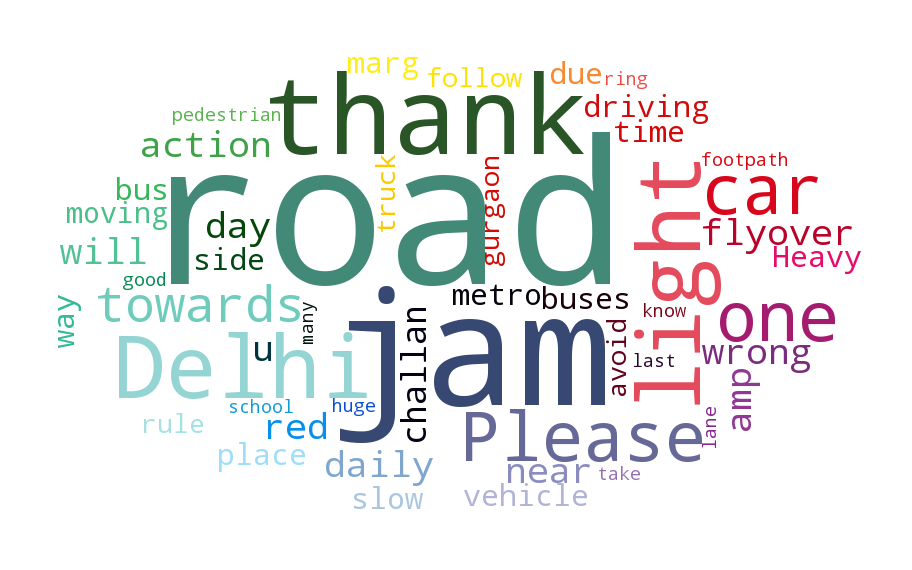 marg
follow
due
ring
thank
driving
pedestrian
action
time
road
truck
gurgaon
light
footpath
car
bus
moving
day
flyover
will
side
Heavy
good
towards
metro
buses
way
many
jam
challan
know
one
Delhi
u
avoid
last
wrong
amp
rule
school
huge
red
Please
lane
place
daily
near
take
slow
vehicle